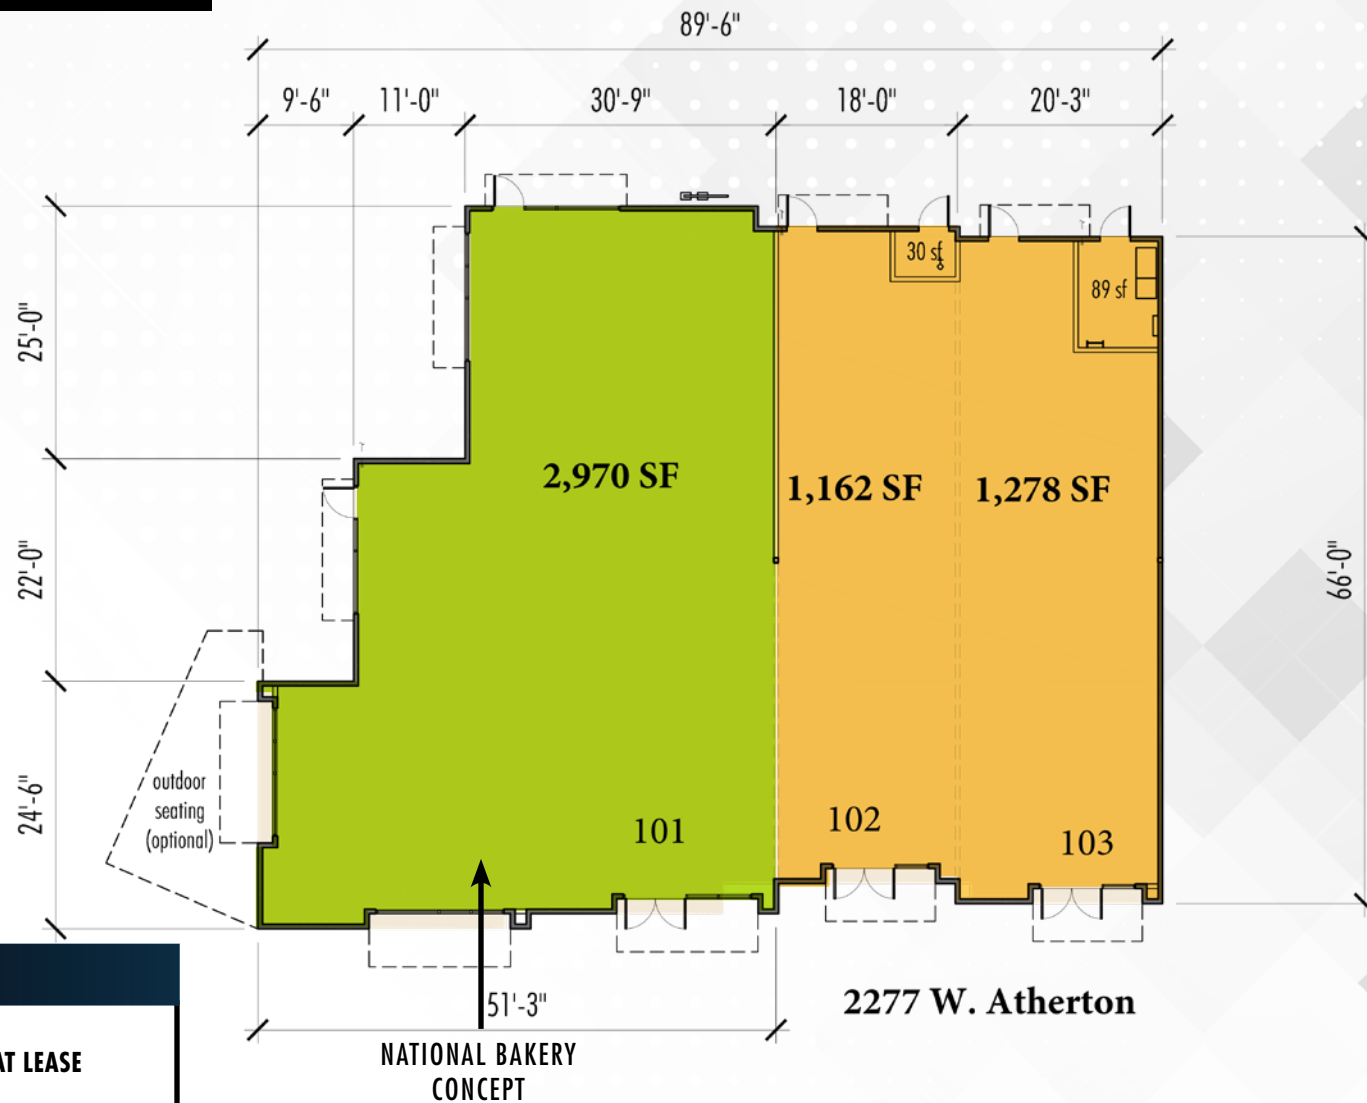 89'-6"
9'-6" 11'-0" 30'-9" 18'-0" 20'-3"
30 sf
89 sf
25'-0"
2,970 SF 1,162 SF 1,278 SF
22'-0"
66'-0"
outdoor
seating
(optional)
24'-6"
101 102 103
51'-3"
2277 W. Atherton
NATIONAL BAKERY
CONCEPT
AT LEASE